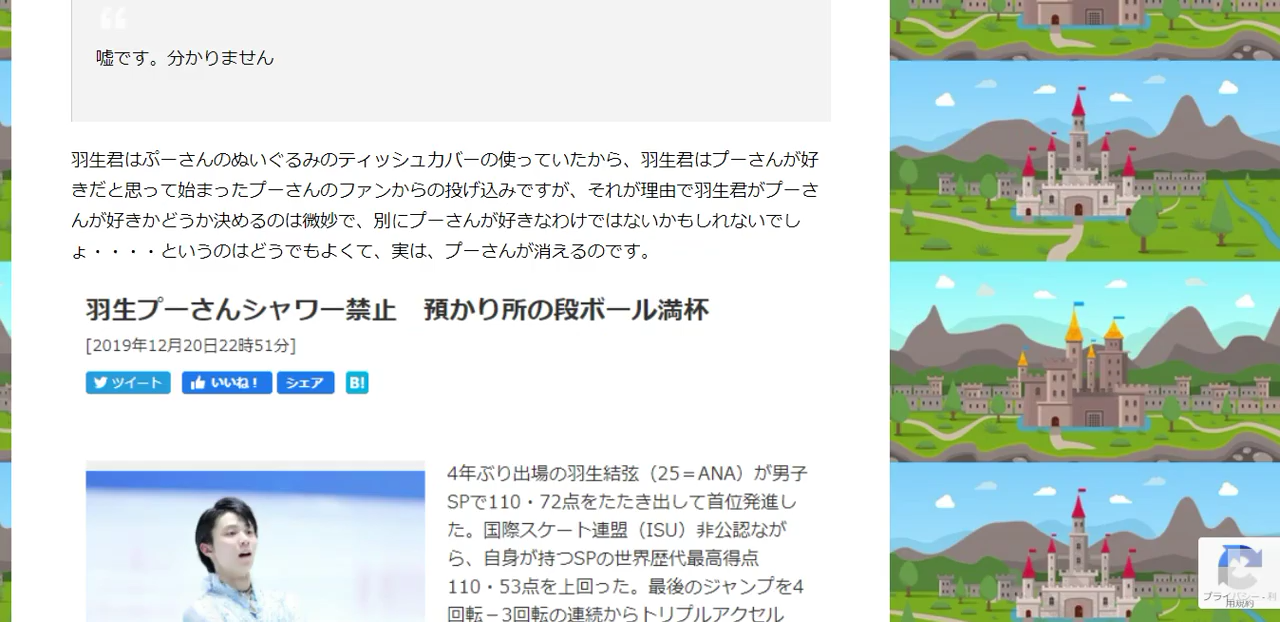 嘘です。分かりません
羽生君はぷーさんのぬいぐるみのティッシュカバーの使っていたから、羽生君はプーさんが好
きだと思って始まったプーさんのファンからの投げ込みですが、それが理由で羽生君がプーさ
んが好きかどうか決めるのは微妙で、別にプーさんが好きなわけではないかもしれないでし
ょ・・・・というのはどうでもよくて、実は、プーさんが消えるのです。
羽生プーさんシャワー禁止　預かり所の段ボール満杯
[2019年12月20日22時51分]
ツイート いいね！ シェア B!
4年ぶり出場の羽生結弦（25＝ANA）が男子
SPで110・72点をたたき出して首位発進し
た。国際スケート連盟（ISU）非公認なが
ら、自身が持つSPの世界歴代最高得点
110・53点を上回った。最後のジャンプを4
回転－3回転の連続からトリプルアクセル
プライバシー - 利
用規約